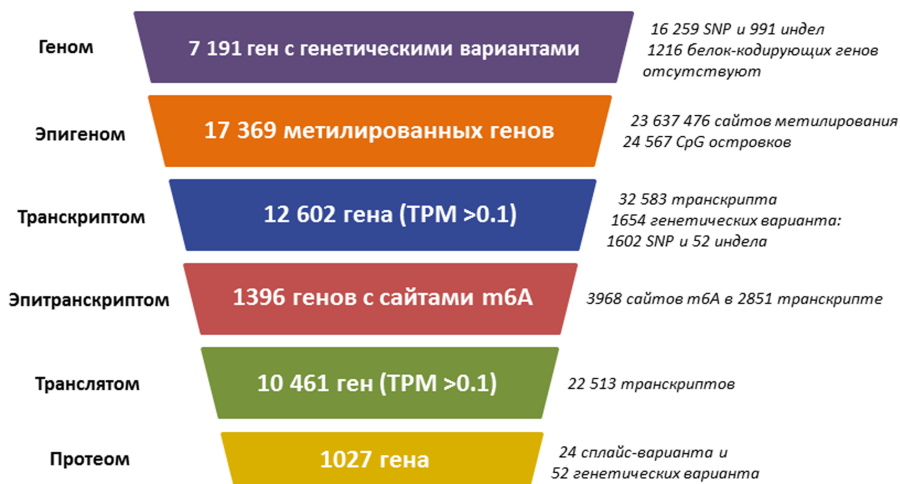 Геном
7 191 ген с генетическими вариантами
16 259 SNP и 991 индел
1216 белок-кодирующих генов
отсутствуют
Эпигеном
17 369 метилированных генов
23 637 476 сайтов метилирования
24 567 CpG островков
Транскриптом
12 602 гена (TPM >0.1)
32 583 транскрипта
1654 генетических варианта:
1602 SNP и 52 индела
Эпитранскриптом
1396 генов с сайтами m6A
3968 сайтов m6A в 2851 транскрипте
Транслятом
10 461 ген (TPM >0.1)
22 513 транскриптов
Протеом
1027 гена
24 сплайс-варианта и
52 генетических варианта